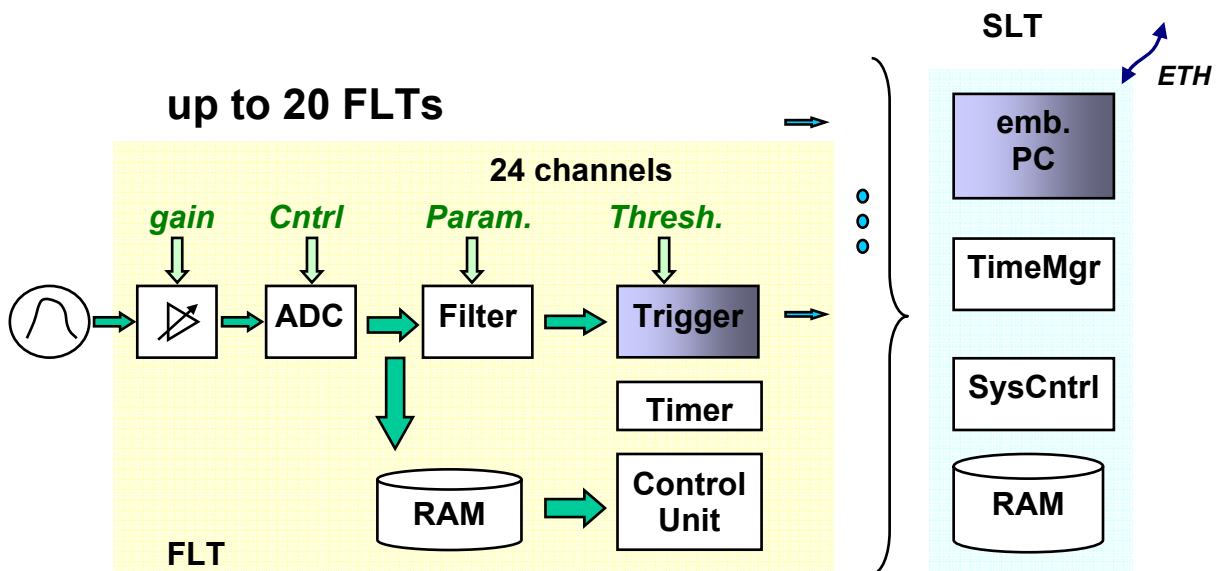 SLT
ETH
up to 20 FLTs
24 channels
gain
Cntrl
Param.
Thresh.
ADC
Filter
Trigger
Timer
RAM
Control
Unit
FLT
emb.
PC
TimeMgr
SysCntrl
RAM